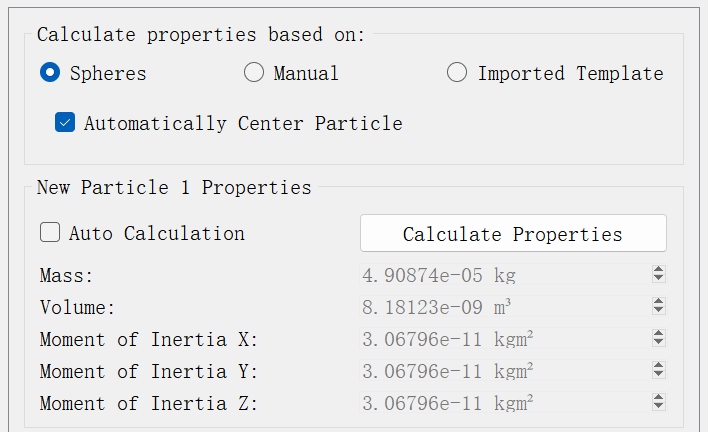 Calculate properties based on:
Spheres Manual Imported Template
Automatically Center Particle
New Particle 1 Properties
Auto Calculation Calculate Properties
Mass: 4.90874e-05 kg
Volume: 8.18123e-09 m³
Moment of Inertia X: 3.06796e-11 kgm²
Moment of Inertia Y: 3.06796e-11 kgm²
Moment of Inertia Z: 3.06796e-11 kgm²